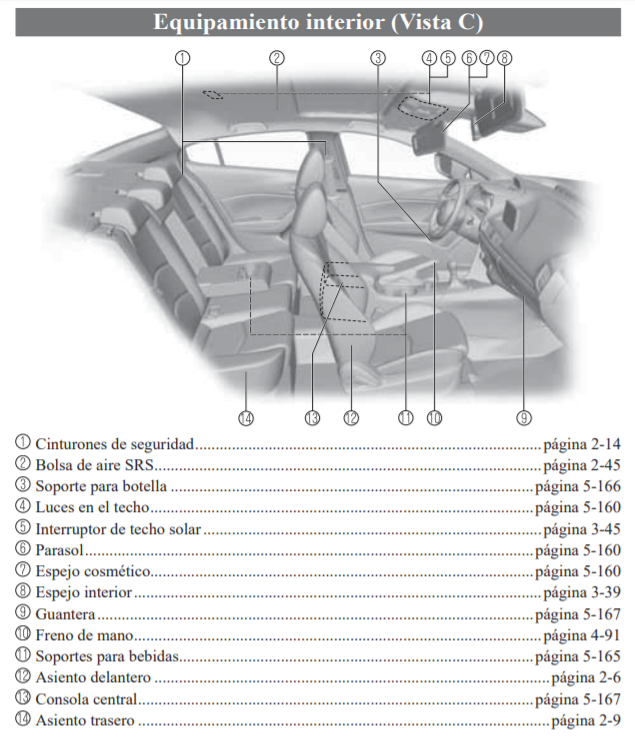 Equipamiento interior (Vista C)
① ② ③ ④ ⑤ ⑥ ⑦ ⑧
⑭ ⑬ ⑫ ⑪ ⑩ ⑨
① Cinturones de seguridad.....página 2-14
② Bolsa de aire SRS.....página 2-45
③ Soporte para botella .....página 5-166
④ Luces en el techo.....página 5-160
⑤ Interruptor de techo solar.....página 3-45
⑥ Parasol.....página 5-160
⑦ Espejo cosmético.....página 5-160
⑧ Espejo interior.....página 3-39
⑨ Guantera.....página 5-167
⑩ Freno de mano.....página 4-91
⑪ Soportes para bebidas.....página 5-165
⑫ Asiento delantero .....página 2-6
⑬ Consola central.....página 5-167
⑭ Asiento trasero .....página 2-9